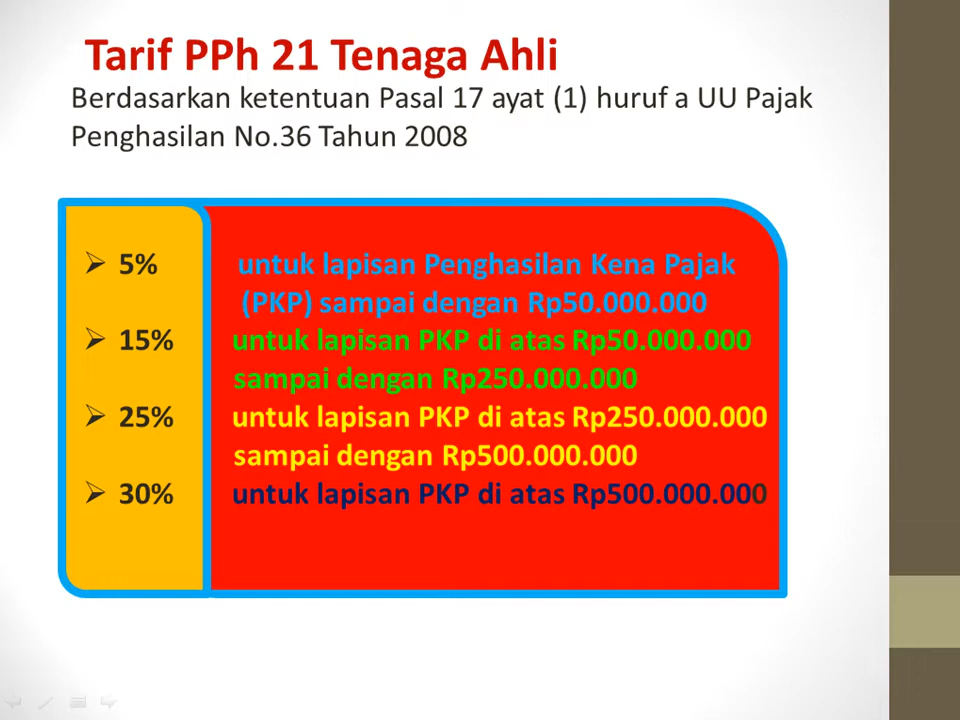 Tarif PPh 21 Tenaga Ahli
Berdasarkan ketentuan Pasal 17 ayat (1) huruf a UU Pajak
Penghasilan No.36 Tahun 2008
5% untuk lapisan Penghasilan Kena Pajak
(PKP) sampai dengan Rp50.000.000
15% untuk lapisan PKP di atas Rp50.000.000
sampai dengan Rp250.000.000
25% untuk lapisan PKP di atas Rp250.000.000
sampai dengan Rp500.000.000
30% untuk lapisan PKP di atas Rp500.000.000